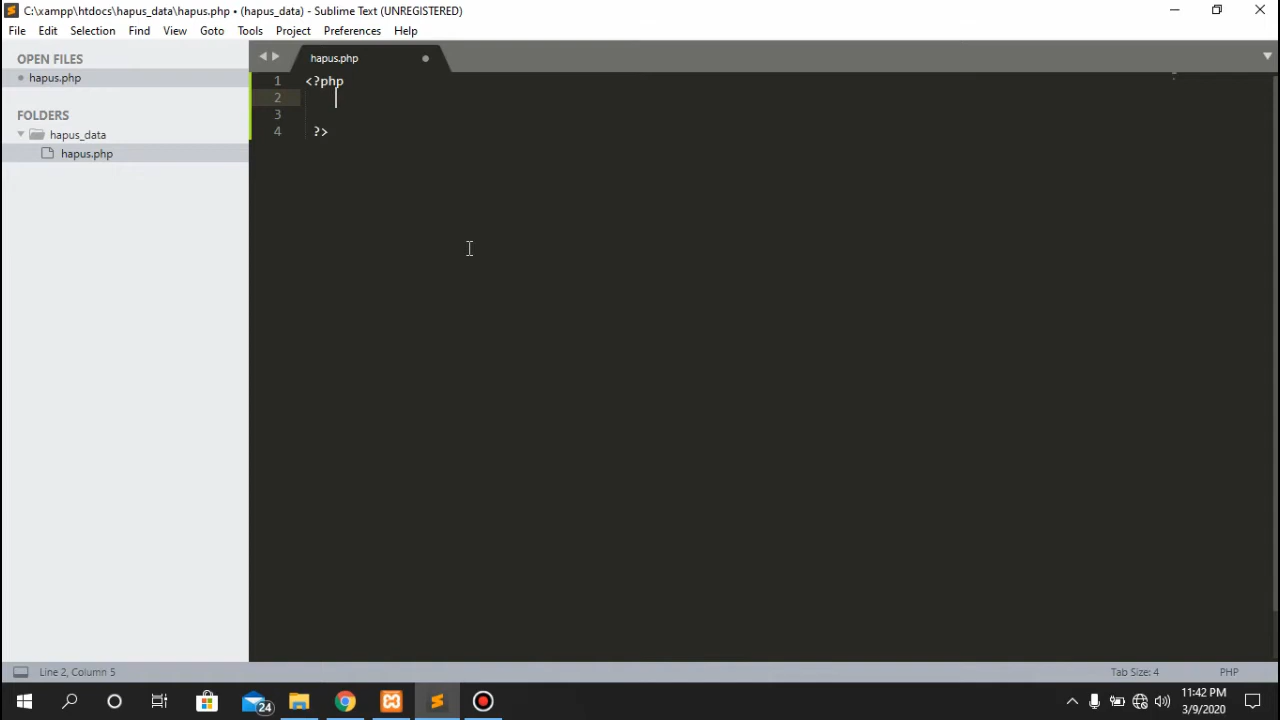 C:\xampp\htdocs\hapus_data\hapus.php • (hapus_data) - Sublime Text (UNREGISTERED)
File Edit Selection Find View Goto Tools Project Preferences Help
OPEN FILES
hapus.php
FOLDERS
hapus_data
hapus.php
hapus.php
1 <?php
2
3
4 ?>
Line 2, Column 5
Tab Size: 4
PHP
24
11:42 PM
3/9/2020